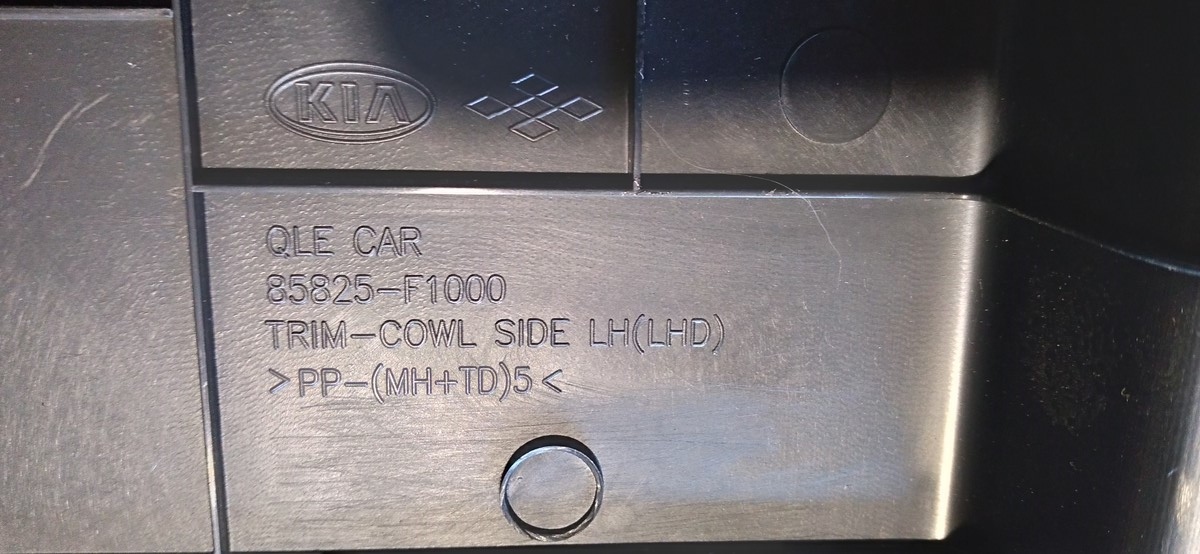 KIA
QLE CAR
85825-F1000
TRIM-COWL SIDE LH(LHD)
>PP-(MH+TD)5<